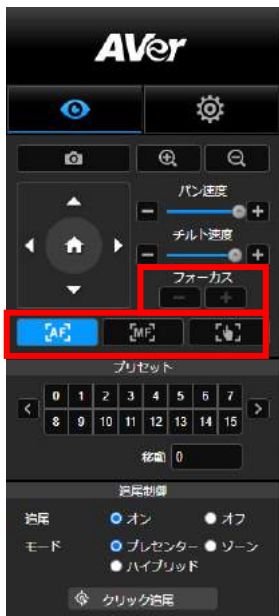 AVer
パン速度
チルト速度
フォーカス
AF
MF
プリセット
0 1 2 3 4 5 6 7
8 9 10 11 12 13 14 15
移動 0
追尾制御
追尾 オン オフ
モード プレゼンター ゾーン
ハイブリッド
クリック追尾